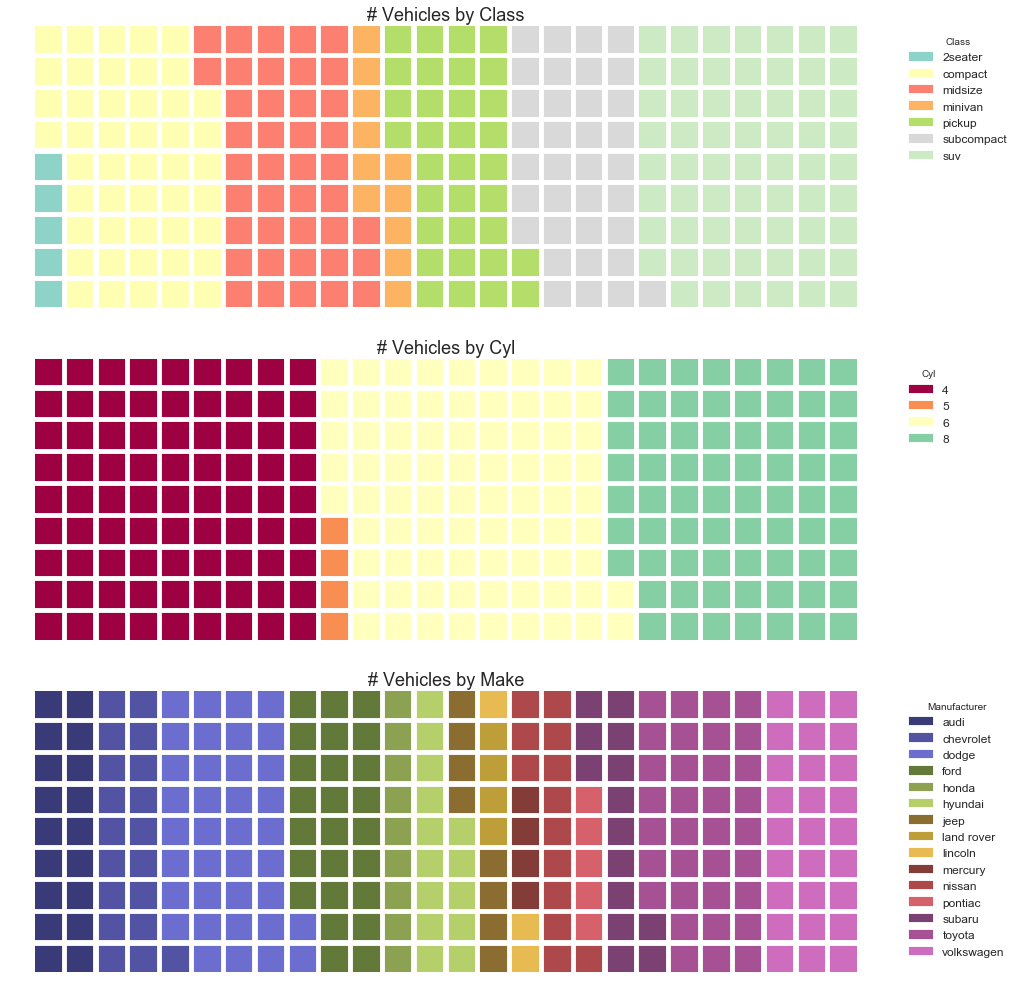 # Vehicles by Class
Class
2seater
compact
midsize
minivan
pickup
subcompact
suv
# Vehicles by Cyl
Cyl
4
5
6
8
# Vehicles by Make
Manufacturer
audi
chevrolet
dodge
ford
honda
hyundai
jeep
land rover
lincoln
mercury
nissan
pontiac
subaru
toyota
volkswagen